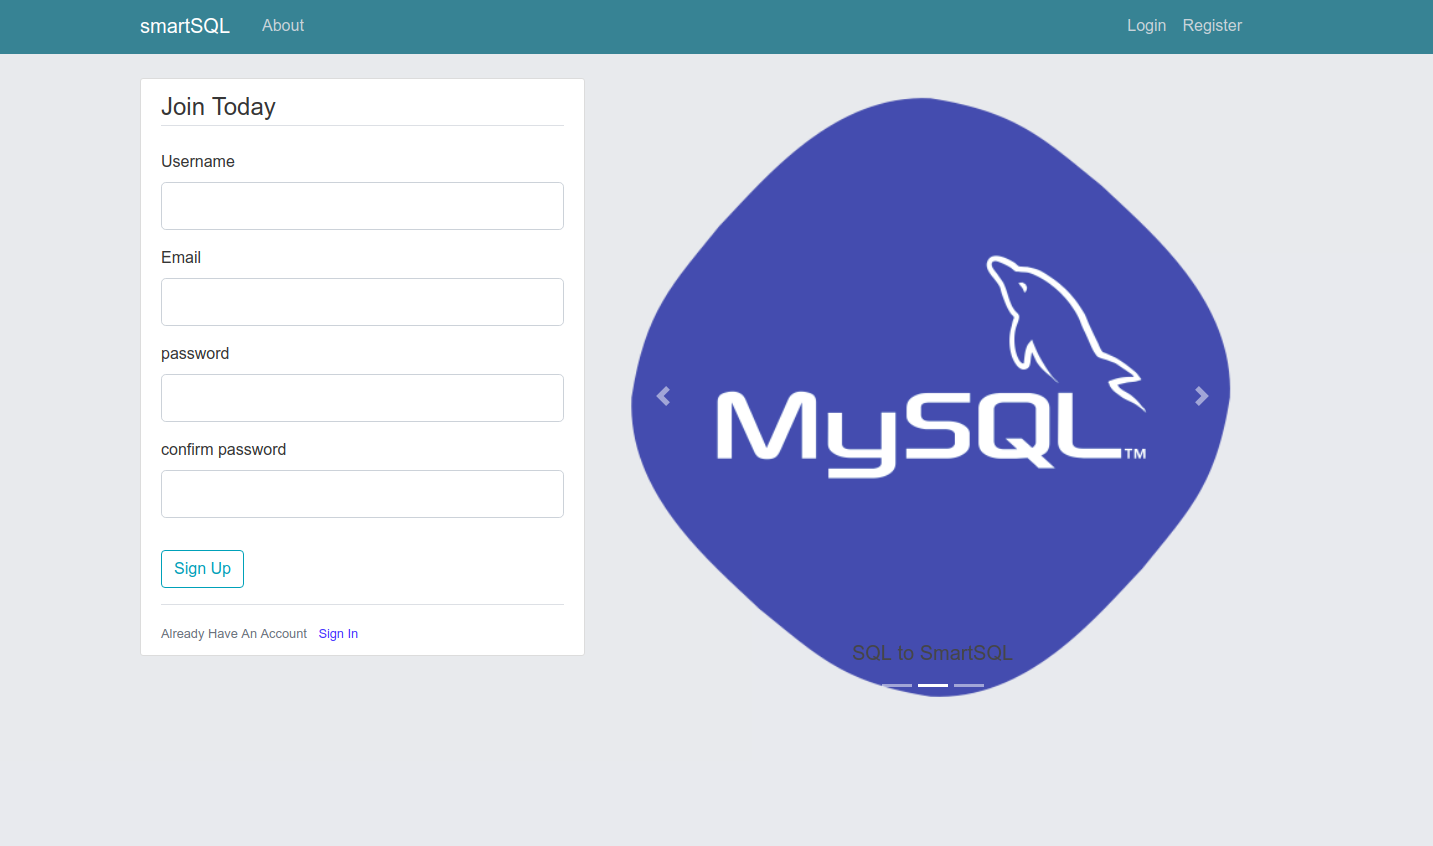 smartSQL About Login Register
Join Today
Username
Email
password
confirm password
Sign Up
Already Have An Account Sign In
MySQL™
SQL to SmartSQL